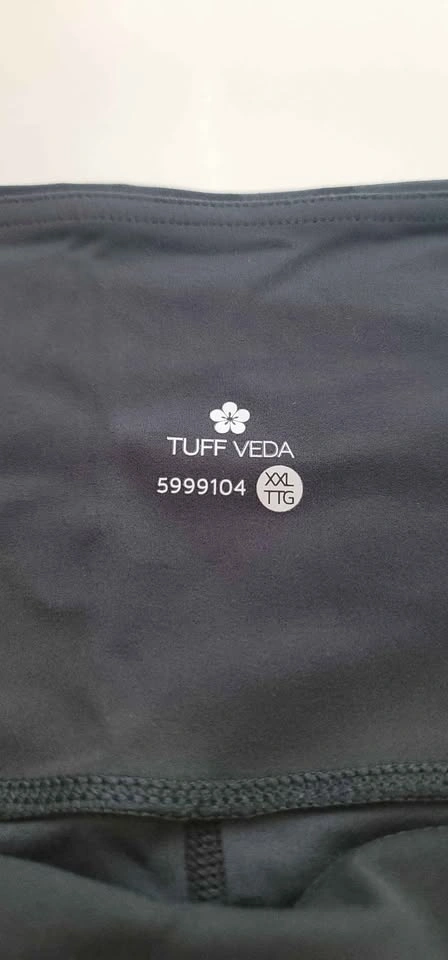 TUFF VEDA
5999104
XXL
TTG